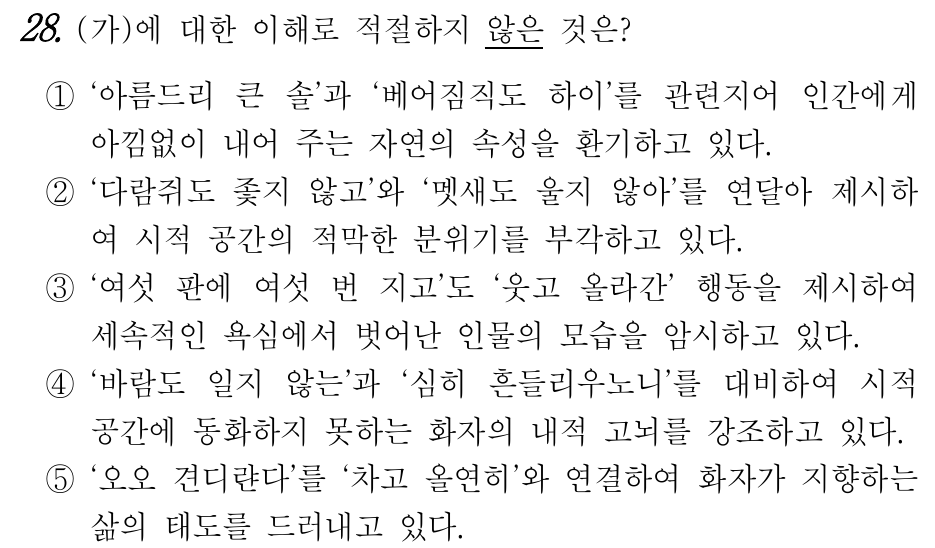 28. (가)에 대한 이해로 적절하지 않은 것은?
① ‘아름드리 큰 솔’과 ‘베어짐직도 하이’를 관련지어 인간에게
아낌없이 내어 주는 자연의 속성을 환기하고 있다.
② ‘다람쥐도 좇지 않고’와 ‘멧새도 울지 않아’를 연달아 제시하
여 시적 공간의 적막한 분위기를 부각하고 있다.
③ ‘여섯 판에 여섯 번 지고’도 ‘웃고 올라간’ 행동을 제시하여
세속적인 욕심에서 벗어난 인물의 모습을 암시하고 있다.
④ ‘바람도 일지 않는’과 ‘심히 흔들리우노니’를 대비하여 시적
공간에 동화하지 못하는 화자의 내적 고뇌를 강조하고 있다.
⑤ ‘오오 견디랸다’를 ‘차고 올연히’와 연결하여 화자가 지향하는
삶의 태도를 드러내고 있다.